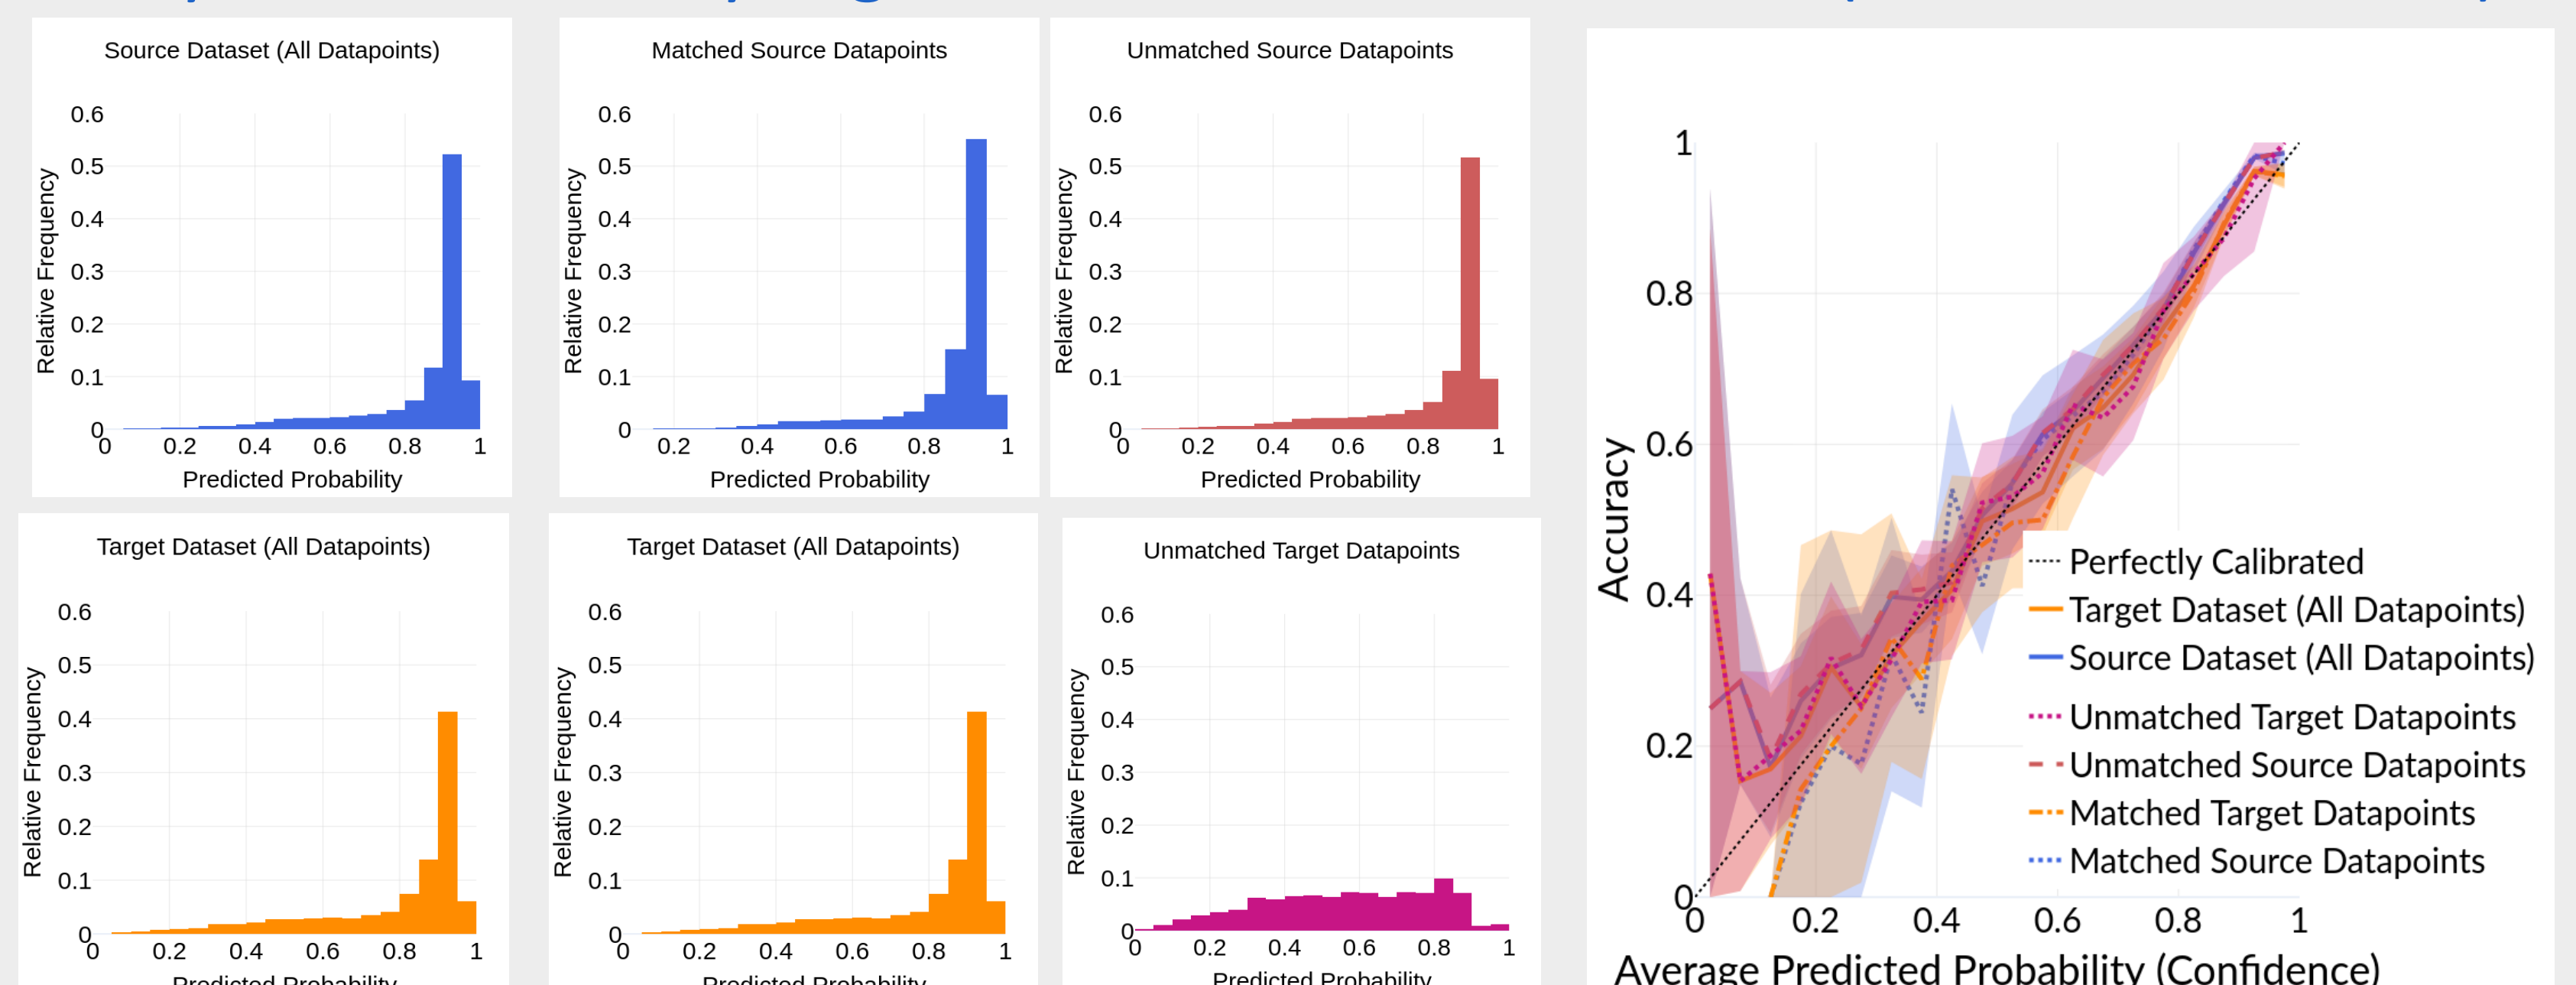 Source Dataset (All Datapoints)
0.6
0.5
0.4
0.3
0.2
0.1
0
Relative Frequency
0 0.2 0.4 0.6 0.8 1
Predicted Probability
Matched Source Datapoints
0.6
0.5
0.4
0.3
0.2
0.1
0
Relative Frequency
0.2 0.4 0.6 0.8 1
Predicted Probability
Unmatched Source Datapoints
0.6
0.5
0.4
0.3
0.2
0.1
0
Relative Frequency
0 0.2 0.4 0.6 0.8 1
Predicted Probability
Target Dataset (All Datapoints)
0.6
0.5
0.4
0.3
0.2
0.1
0
Relative Frequency
0 0.2 0.4 0.6 0.8 1
Predicted Probability
Target Dataset (All Datapoints)
0.6
0.5
0.4
0.3
0.2
0.1
0
Relative Frequency
0 0.2 0.4 0.6 0.8 1
Predicted Probability
Unmatched Target Datapoints
0.6
0.5
0.4
0.3
0.2
0.1
0
Relative Frequency
0 0.2 0.4 0.6 0.8 1
Predicted Probability
1
0.8
0.6
0.4
0.2
0
Accuracy
Perfectly Calibrated
Target Dataset (All Datapoints)
Source Dataset (All Datapoints)
Unmatched Target Datapoints
Unmatched Source Datapoints
Matched Target Datapoints
Matched Source Datapoints
0 0.2 0.4 0.6 0.8 1
Average Predicted Probability (Confidence)